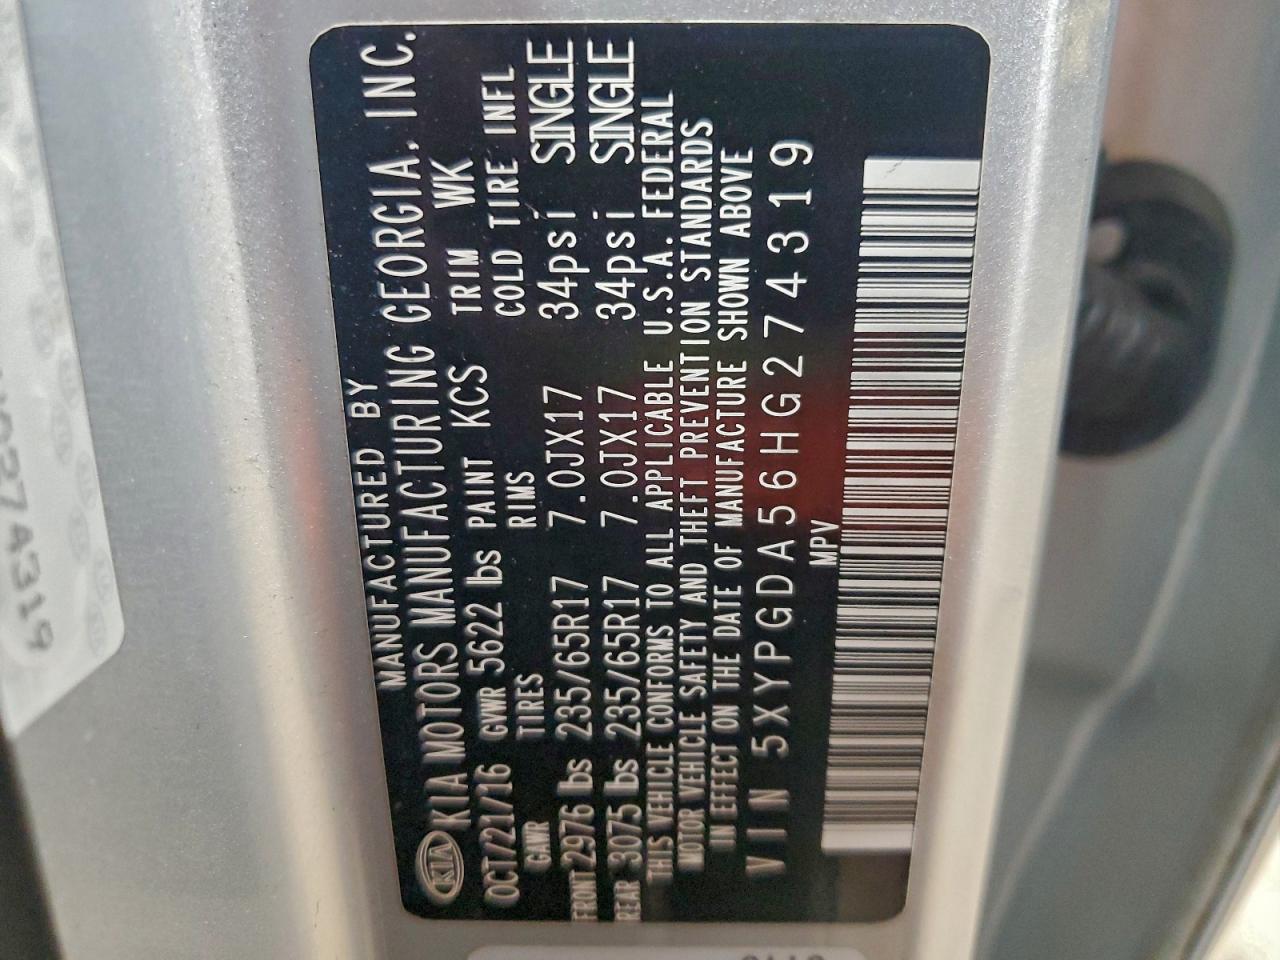 MANUFACTURED BY
KIA KIA MOTORS MANUFACTURING GEORGIA. INC.
OCT/21/16 GVWR 5622 lbs PAINT KCS TRIM WK
GAWR TIRES RIMS COLD TIRE INFL
FRONT 2976 lbs 235/65R17 7.0JX17 34psi SINGLE
REAR 3075 lbs 235/65R17 7.0JX17 34psi SINGLE
THIS VEHICLE CONFORMS TO ALL APPLICABLE U.S.A. FEDERAL
MOTOR VEHICLE SAFETY AND THEFT PREVENTION STANDARDS
IN EFFECT ON THE DATE OF MANUFACTURE SHOWN ABOVE
VIN 5XYPGDA56HG274319
MPV